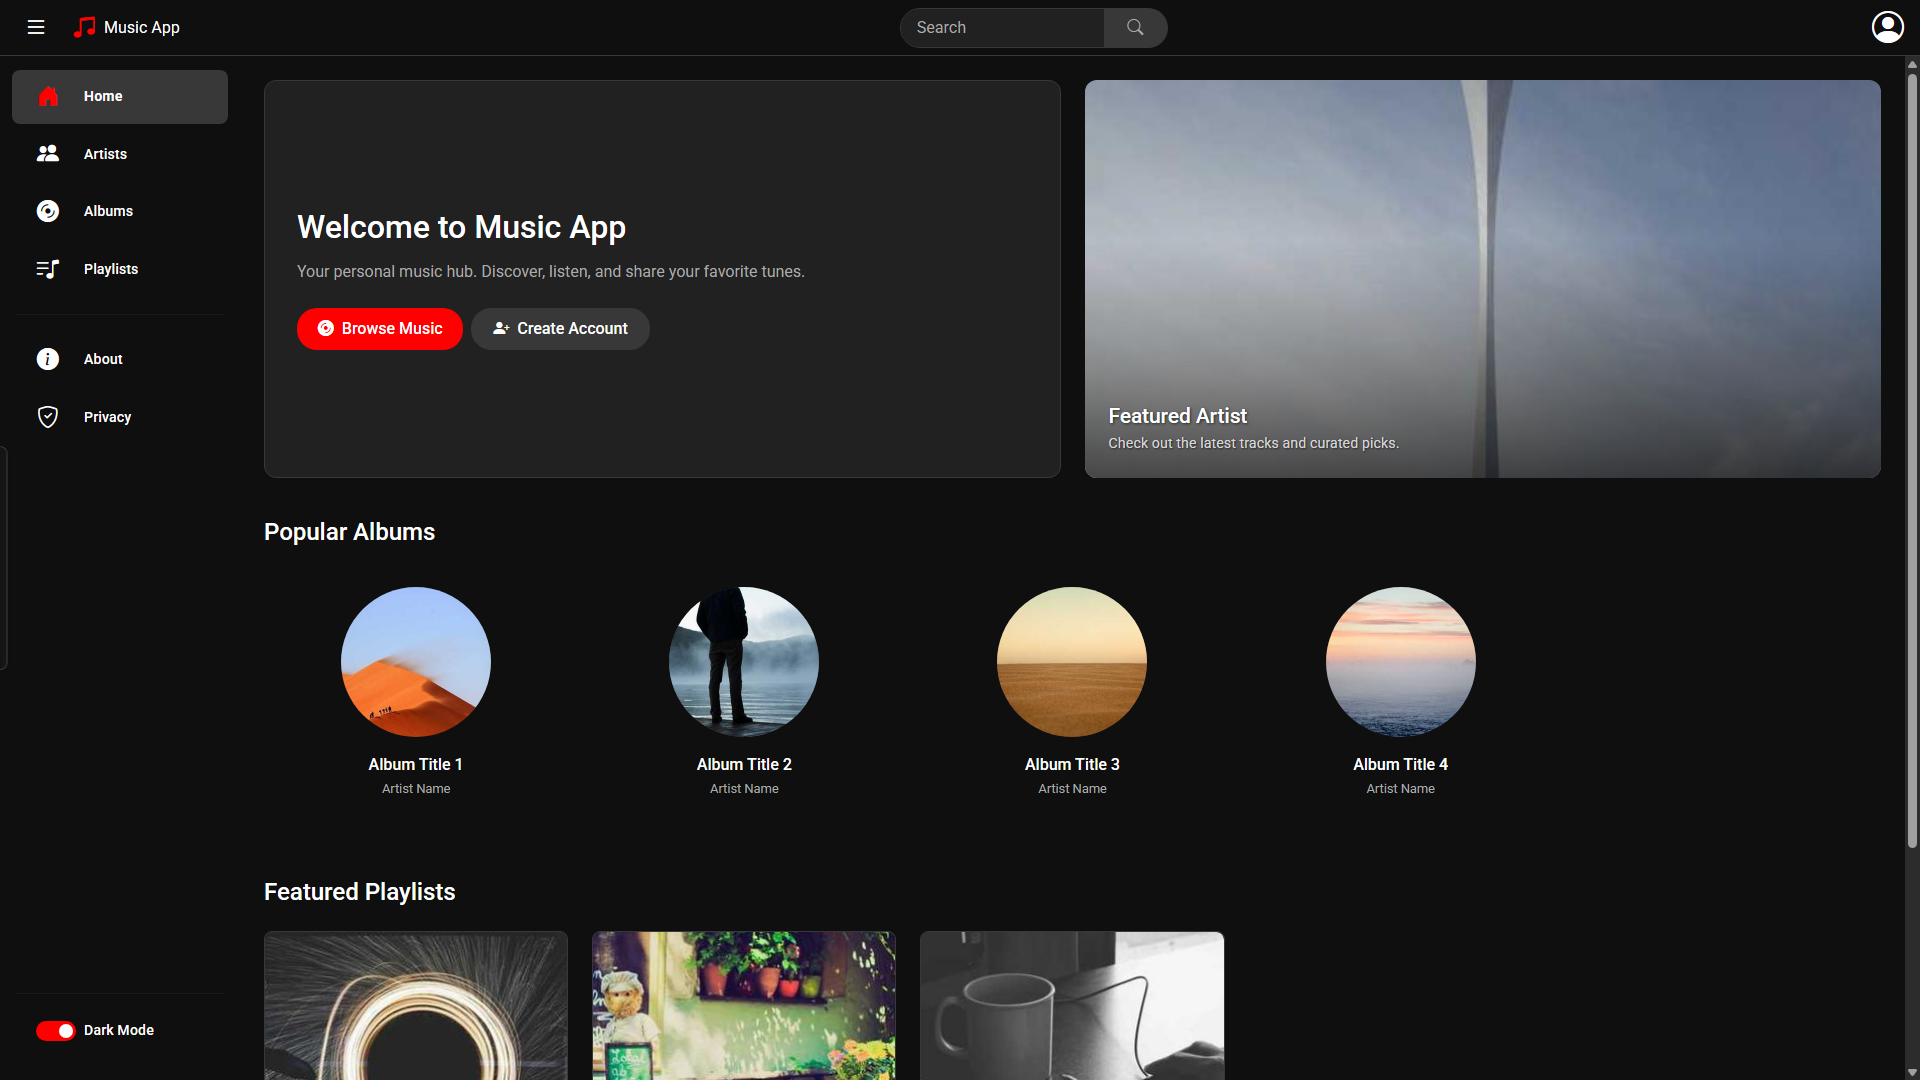 Music App
Search
Home
Artists
Albums
Playlists
About
Privacy
Dark Mode
Welcome to Music App
Your personal music hub. Discover, listen, and share your favorite tunes.
Browse Music
Create Account
Featured Artist
Check out the latest tracks and curated picks.
Popular Albums
Album Title 1
Artist Name
Album Title 2
Artist Name
Album Title 3
Artist Name
Album Title 4
Artist Name
Featured Playlists